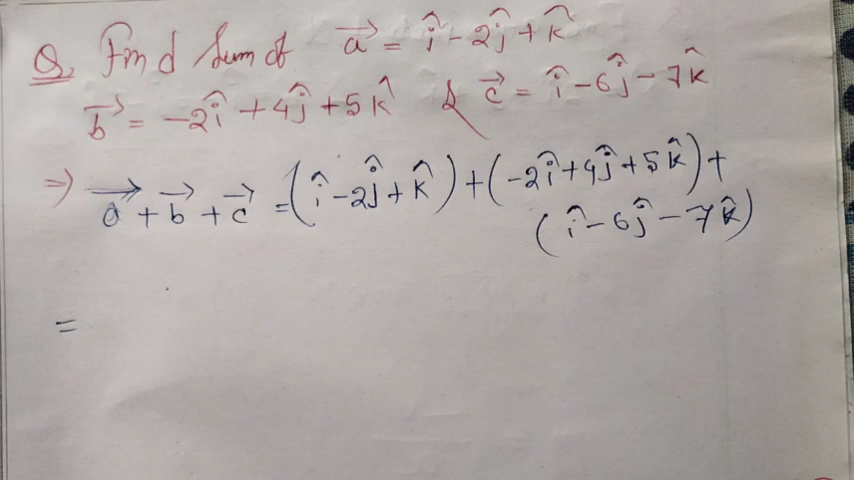 Q. Find Sum of a⃗ = î - 2ĵ + k̂
b⃗ = -2î + 4ĵ + 5k̂ & c⃗ = î - 6ĵ - 7k̂
⇒ a⃗ + b⃗ + c⃗ = (î - 2ĵ + k̂) + (-2î + 4ĵ + 5k̂) +
(î - 6ĵ - 7k̂)
=